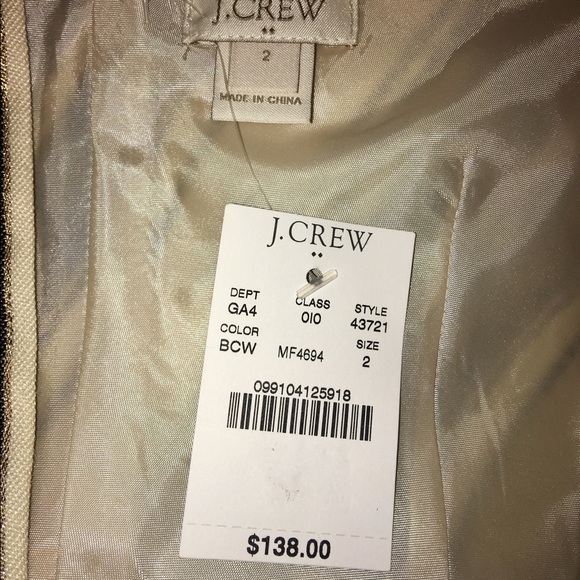 J.CREW
2
MADE IN CHINA
J.CREW
DEPT CLASS STYLE
GA4 010 43721
COLOR SIZE
BCW MF4694 2
099104125918
$138.00